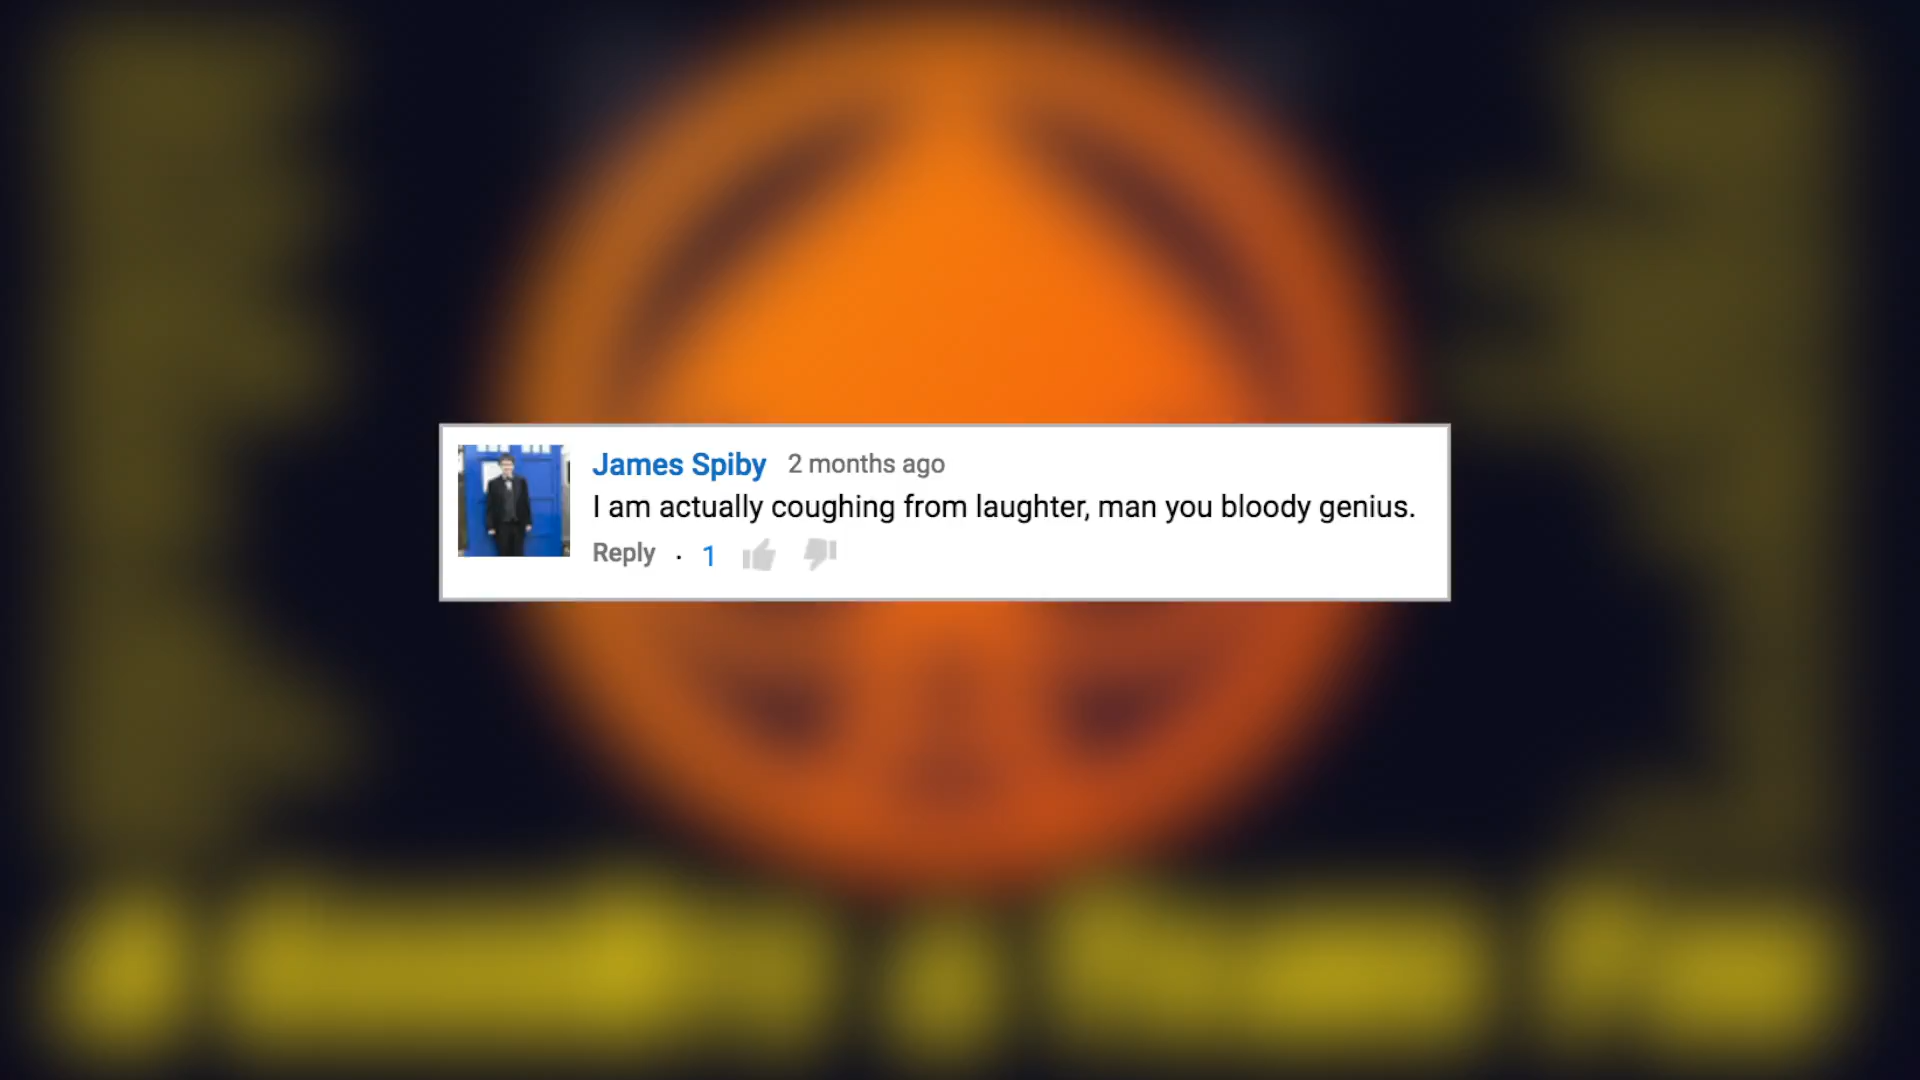 James Spiby 2 months ago
I am actually coughing from laughter, man you bloody genius.
Reply · 1